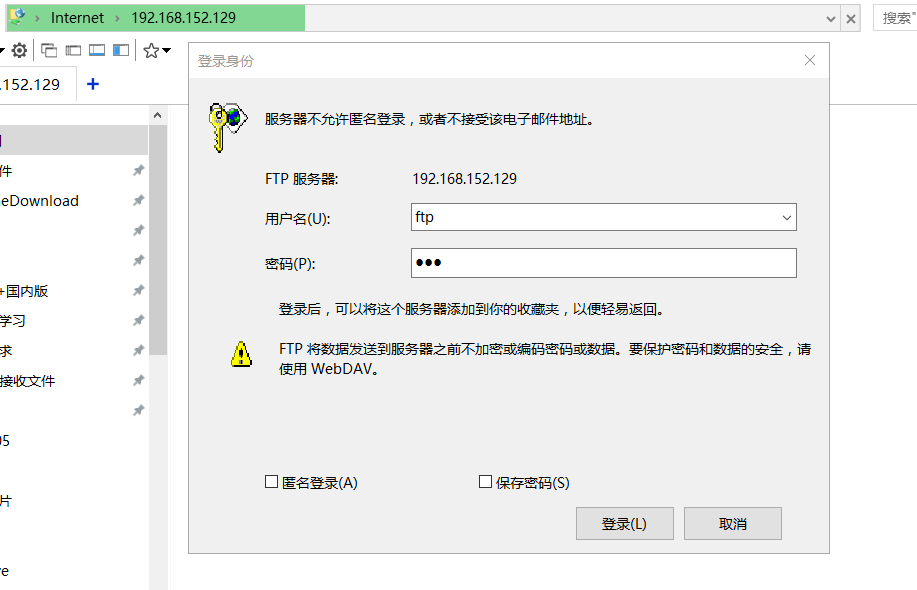 Internet
192.168.152.129
搜索"
.152.129
登录身份
服务器不允许匿名登录，或者不接受该电子邮件地址。
件
eDownload
FTP 服务器:
192.168.152.129
用户名(U):
ftp
密码(P):
●●●
+国内版
登录后，可以将这个服务器添加到你的收藏夹，以便轻易返回。
学习
求
FTP 将数据发送到服务器之前不加密或编码密码或数据。要保护密码和数据的安全，请
使用 WebDAV。
接收文件
05
匿名登录(A)
保存密码(S)
片
登录(L)
取消
ve